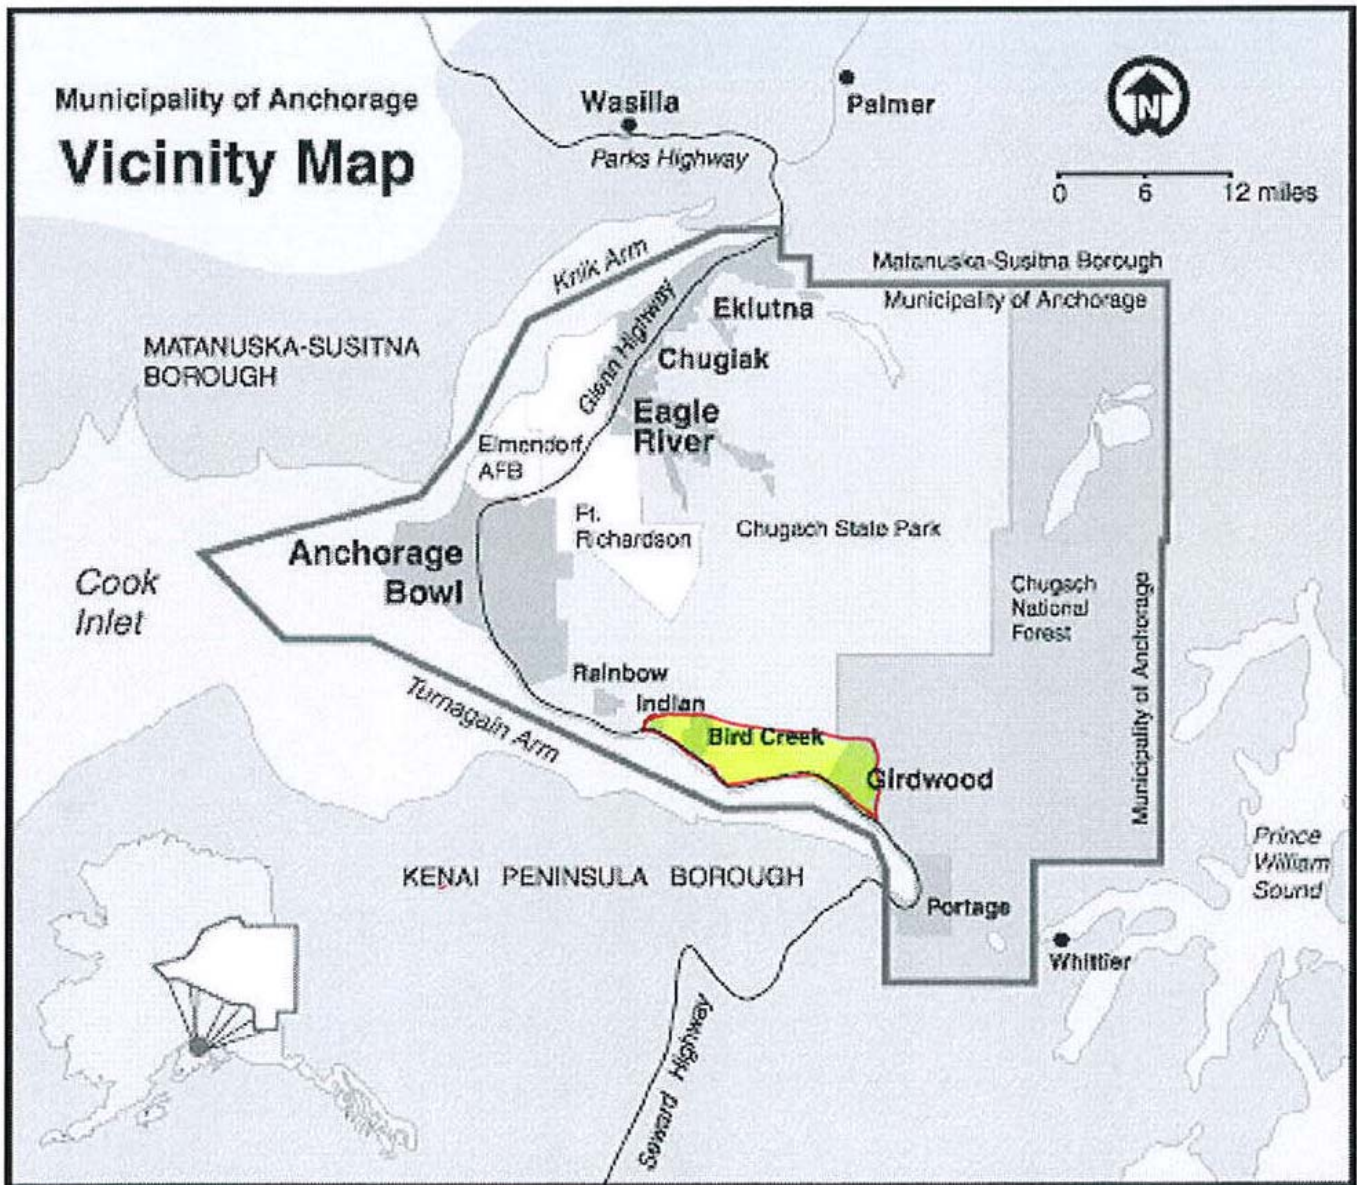 Municipality of Anchorage
Vicinity Map
Wasilla
Palmer
Parks Highway
N
0 6 12 miles
Knik Arm
Matanuska-Susitna Borough
Municipality of Anchorage
MATANUSKA-SUSITNA
BOROUGH
Glenn Highway
Eklutna
Chugiak
Eagle
River
Elmendorf
AFB
Ft.
Richardson
Chugach State Park
Anchorage
Bowl
Cook
Inlet
Chugach
National
Forest
Municipality of Anchorage
Rainbow
Indian
Bird Creek
Girdwood
Turnagain Arm
KENAI PENINSULA BOROUGH
Portage
Prince
William
Sound
Whittier
Seward Highway